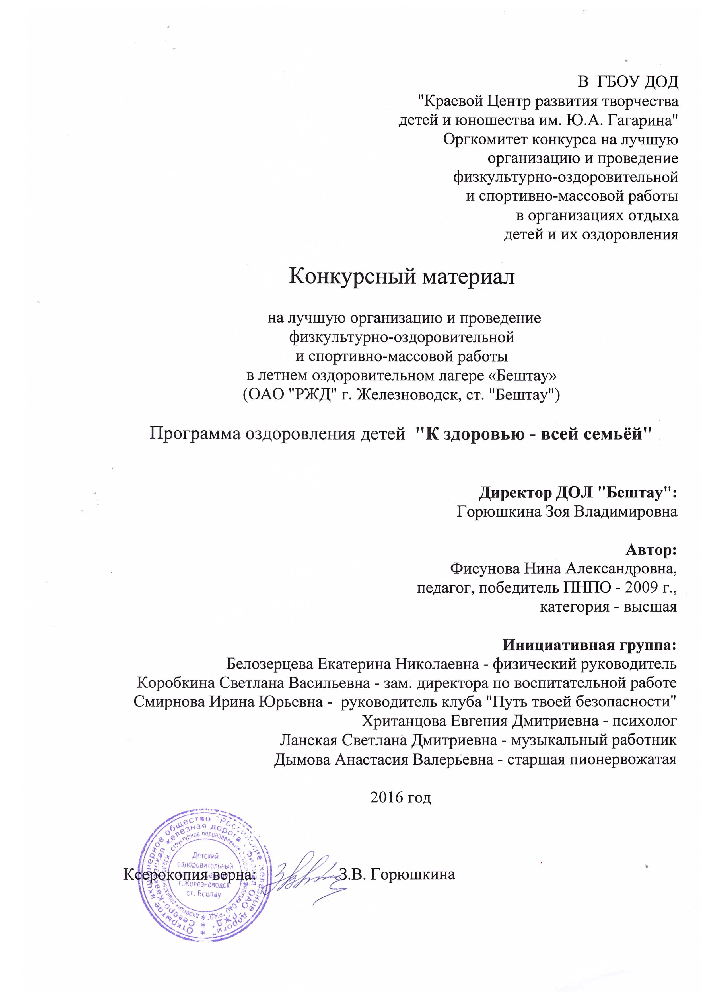 В  ГБОУ ДОД
"Краевой Центр развития творчества
детей и юношества им. Ю.А. Гагарина"
Оргкомитет конкурса на лучшую
организацию и проведение
физкультурно-оздоровительной
и спортивно-массовой работы
в организациях отдыха
детей и их оздоровления
Конкурсный материал
на лучшую организацию и проведение
физкультурно-оздоровительной
и спортивно-массовой работы
в летнем оздоровительном лагере «Бештау»
(ОАО "РЖД" г. Железноводск, ст. "Бештау")
Программа оздоровления детей  "К здоровью - всей семьёй"
Директор ДОЛ "Бештау":
Горюшкина Зоя Владимировна
Автор:
Фисунова Нина Александровна,
педагог, победитель ПНПО - 2009 г.,
категория - высшая
Инициативная группа:
Белозерцева Екатерина Николаевна - физический руководитель
Коробкина Светлана Васильевна - зам. директора по воспитательной работе
Смирнова Ирина Юрьевна -  руководитель клуба "Путь твоей безопасности"
Хританцова Евгения Дмитриевна - психолог
Ланская Светлана Дмитриевна - музыкальный работник
Дымова Анастасия Валерьевна - старшая пионервожатая
2016 год
Ксерокопия верна: З.В. Горюшкина
Открытое акционерное общество "Российские железные дороги"
Северо-Кавказская железная дорога - филиал ОАО "РЖД"
структурное подразделение
Детский
оздоровительный
г.Железноводск
ст. Бештау